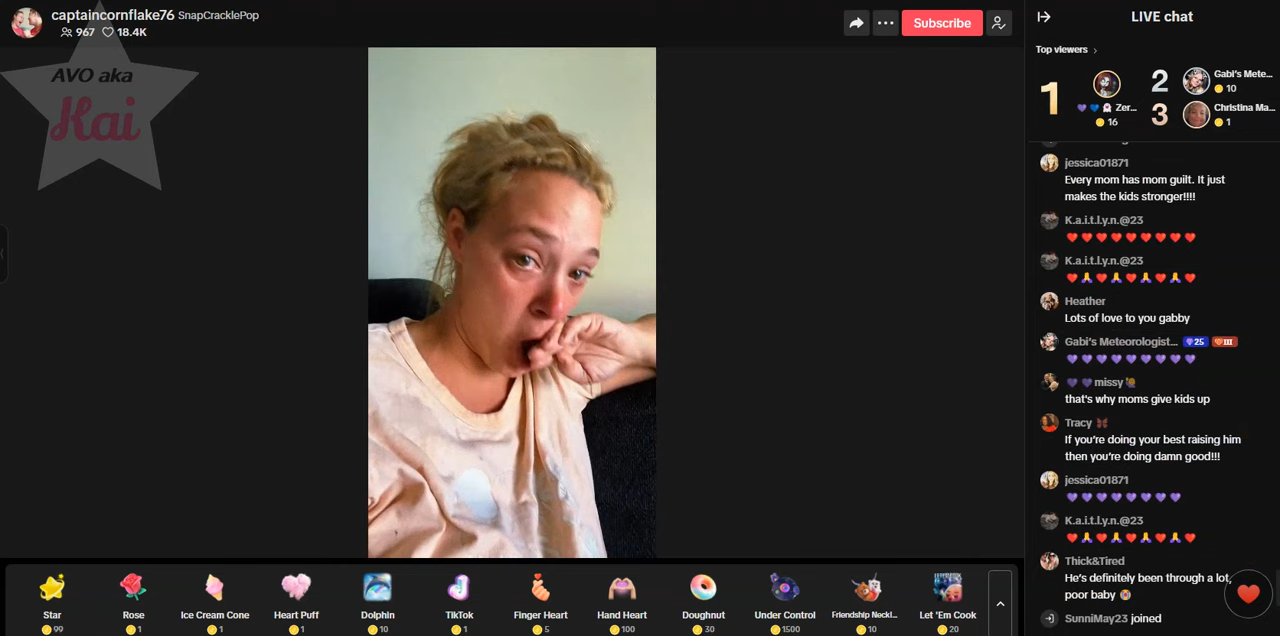 captaincornflake76 SnapCracklePop
967 18.4K
Subscribe
AVO aka
Kai
LIVE chat
Top viewers
1
Zer...
16
2
Gabi's Mete...
10
3
Christina Ma...
1
jessica01871
Every mom has mom guilt. It just
makes the kids stronger!!!!
K.a.i.t.l.y.n.@23
K.a.i.t.l.y.n.@23
Heather
Lots of love to you gabby
Gabi's Meteorologist... 25 III
missy
that's why moms give kids up
Tracy
If you're doing your best raising him
then you're doing damn good!!!
jessica01871
K.a.i.t.l.y.n.@23
Thick&Tired
He's definitely been through a lot,
poor baby
SunniMay23 joined
Star
99
Rose
1
Ice Cream Cone
1
Heart Puff
1
Dolphin
10
TikTok
1
Finger Heart
5
Hand Heart
100
Doughnut
30
Under Control
1500
Friendship Neckl...
10
Let 'Em Cook
20